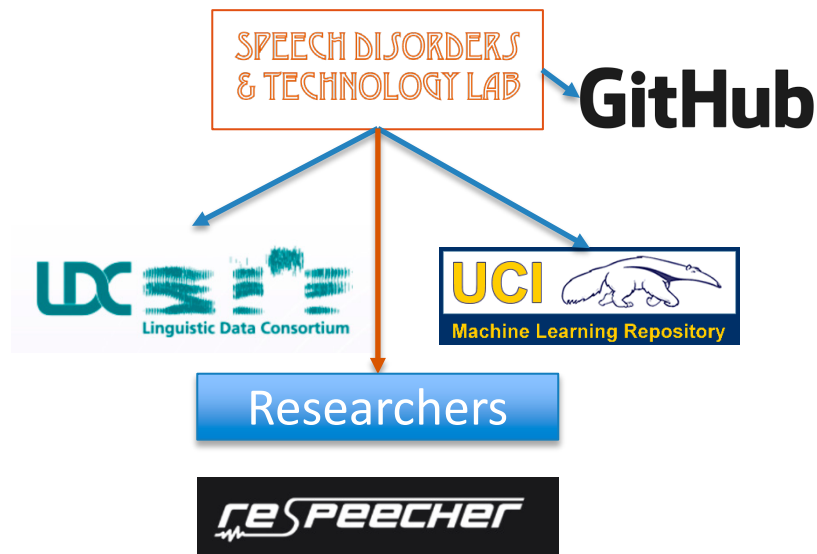 SPEECH DISORDERS
& TECHNOLOGY LAB
GitHub
LDC
Linguistic Data Consortium
UCI
Machine Learning Repository
Researchers
reSpeecher